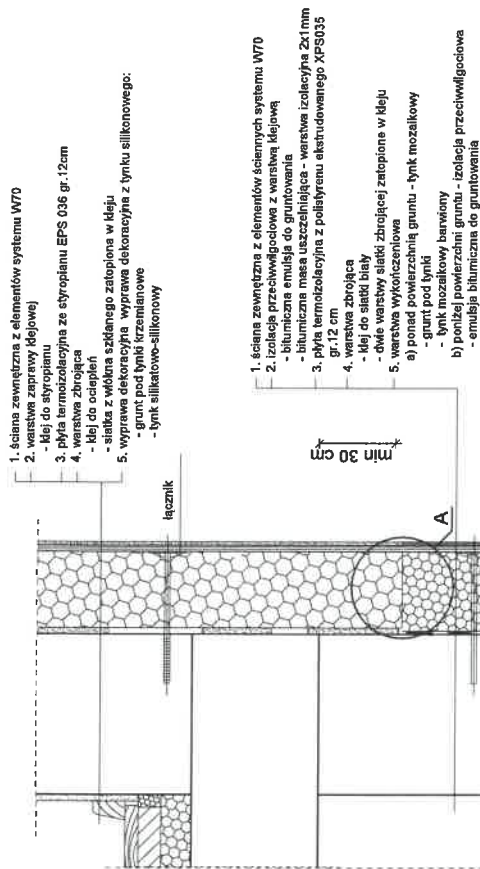 1. ściana zewnętrzna z elementów systemu W70
2. warstwa zaprawy klejowej
- klej do styropianu
3. płyta termoizolacyjna ze styropianu EPS 036 gr.12cm
4. warstwa zbrojąca
- klej do ociepleń
- siatka z włókna szklanego zatopiona w kleju
5. wyprawa dekoracyjna wyprawa dekoracyjna z tynku silikonowego:
- grunt pod tynki krzemianowe
- tynk silikatowo-silikonowy
łącznik
1. ściana zewnętrzna z elementów ściennych systemu W70
2. izolacja przeciwwilgociowa z warstwą klejową
- bitumiczna emulsja do gruntowania
- bitumiczna masa uszczelniająca - warstwa izolacyjna 2x1mm
3. płyta termoizolacyjna z polistyrenu ekstrudowanego XPS035
gr.12 cm
4. warstwa zbrojąca
- klej do siatki biały
- dwie warstwy siatki zbrojącej zatopione w kleju
5. warstwa wykończeniowa
a) ponad powierzchnią gruntu - tynk mozaikowy
- grunt pod tynki
- tynk mozaikowy barwiony
b) poniżej powierzchni gruntu - izolacja przeciwwilgociowa
- emulsja bitumiczna do gruntowania
min 30 cm
A